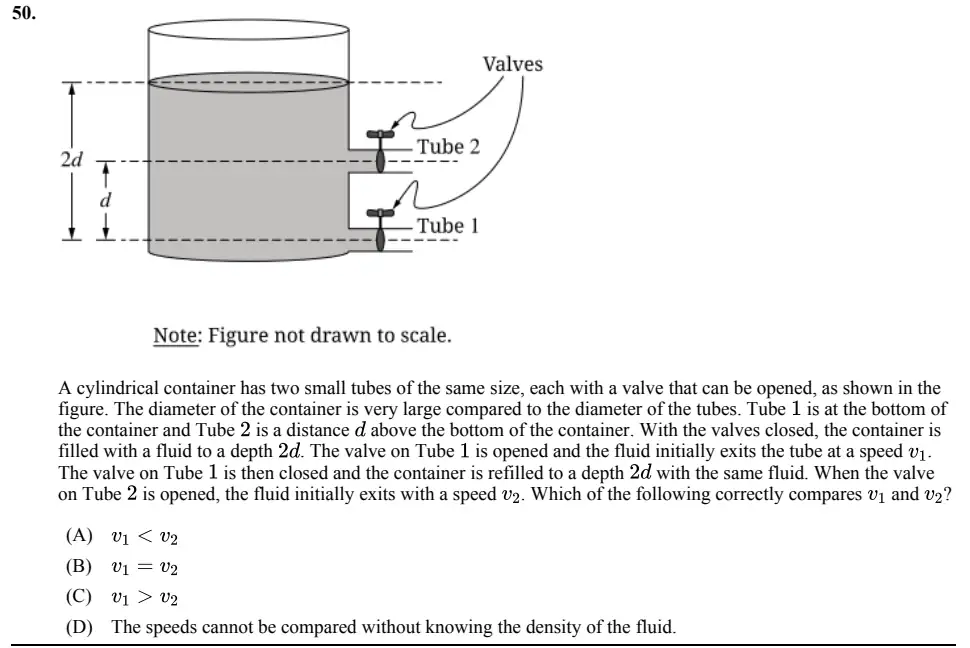 50.
Valves
Tube 2
2d
d
Tube 1
Note: Figure not drawn to scale.
A cylindrical container has two small tubes of the same size, each with a valve that can be opened, as shown in the
figure. The diameter of the container is very large compared to the diameter of the tubes. Tube 1 is at the bottom of
the container and Tube 2 is a distance d above the bottom of the container. With the valves closed, the container is
filled with a fluid to a depth 2d. The valve on Tube 1 is opened and the fluid initially exits the tube at a speed v₁.
The valve on Tube 1 is then closed and the container is refilled to a depth 2d with the same fluid. When the valve
on Tube 2 is opened, the fluid initially exits with a speed v₂. Which of the following correctly compares v₁ and v₂?
(A) v₁ < v₂
(B) v₁ = v₂
(C) v₁ > v₂
(D) The speeds cannot be compared without knowing the density of the fluid.